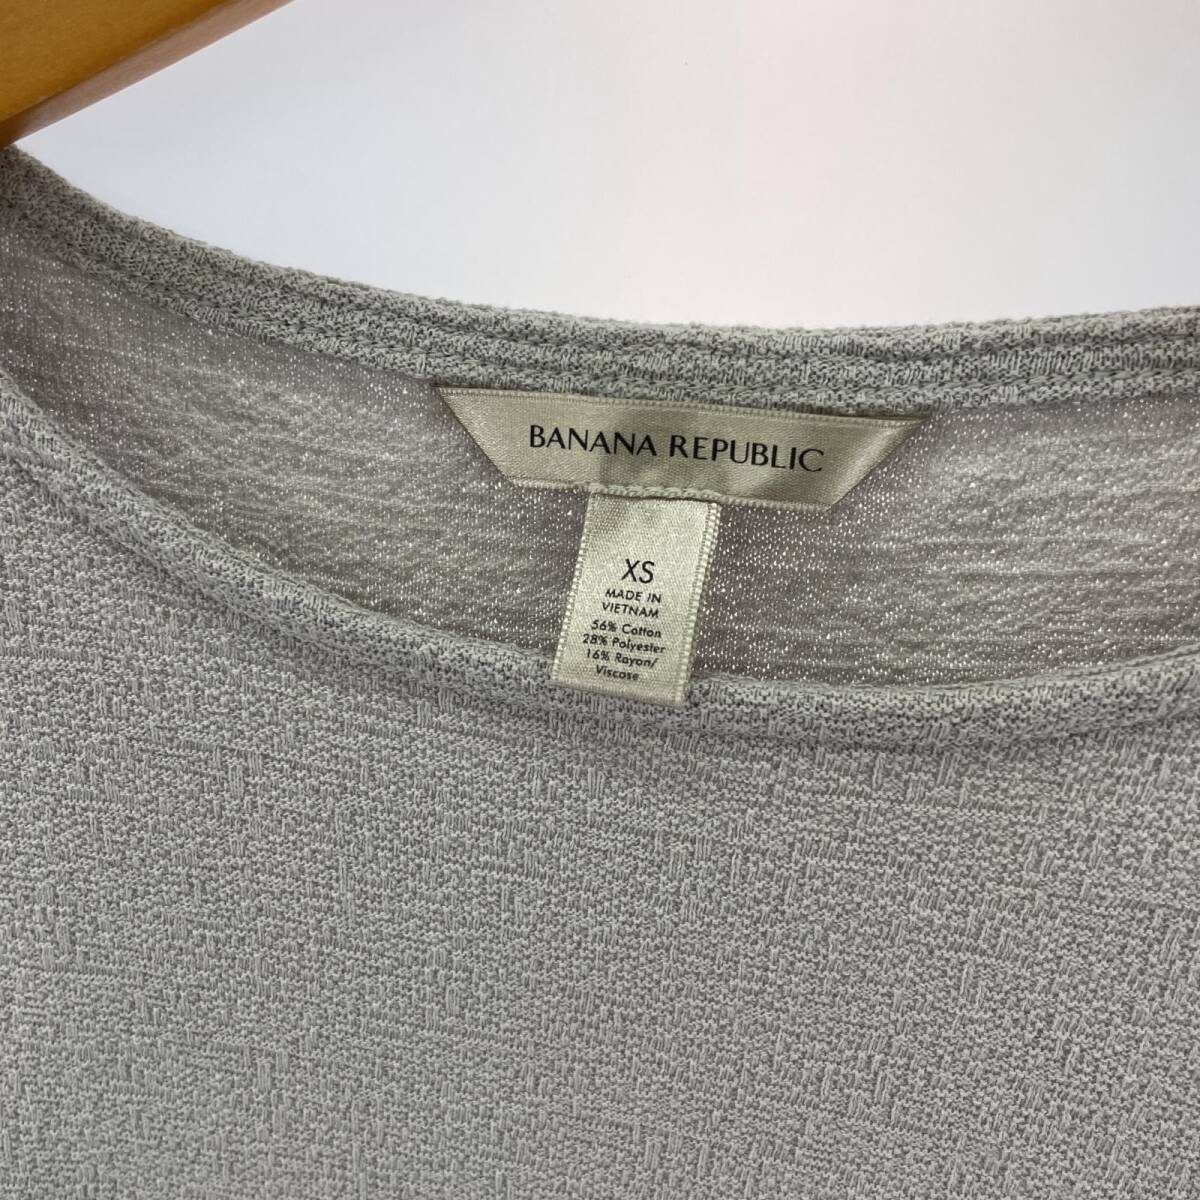 BANANA REPUBLIC
XS
MADE IN
VIETNAM
56% Cotton
28% Polyester
16% Rayon/
Viscose